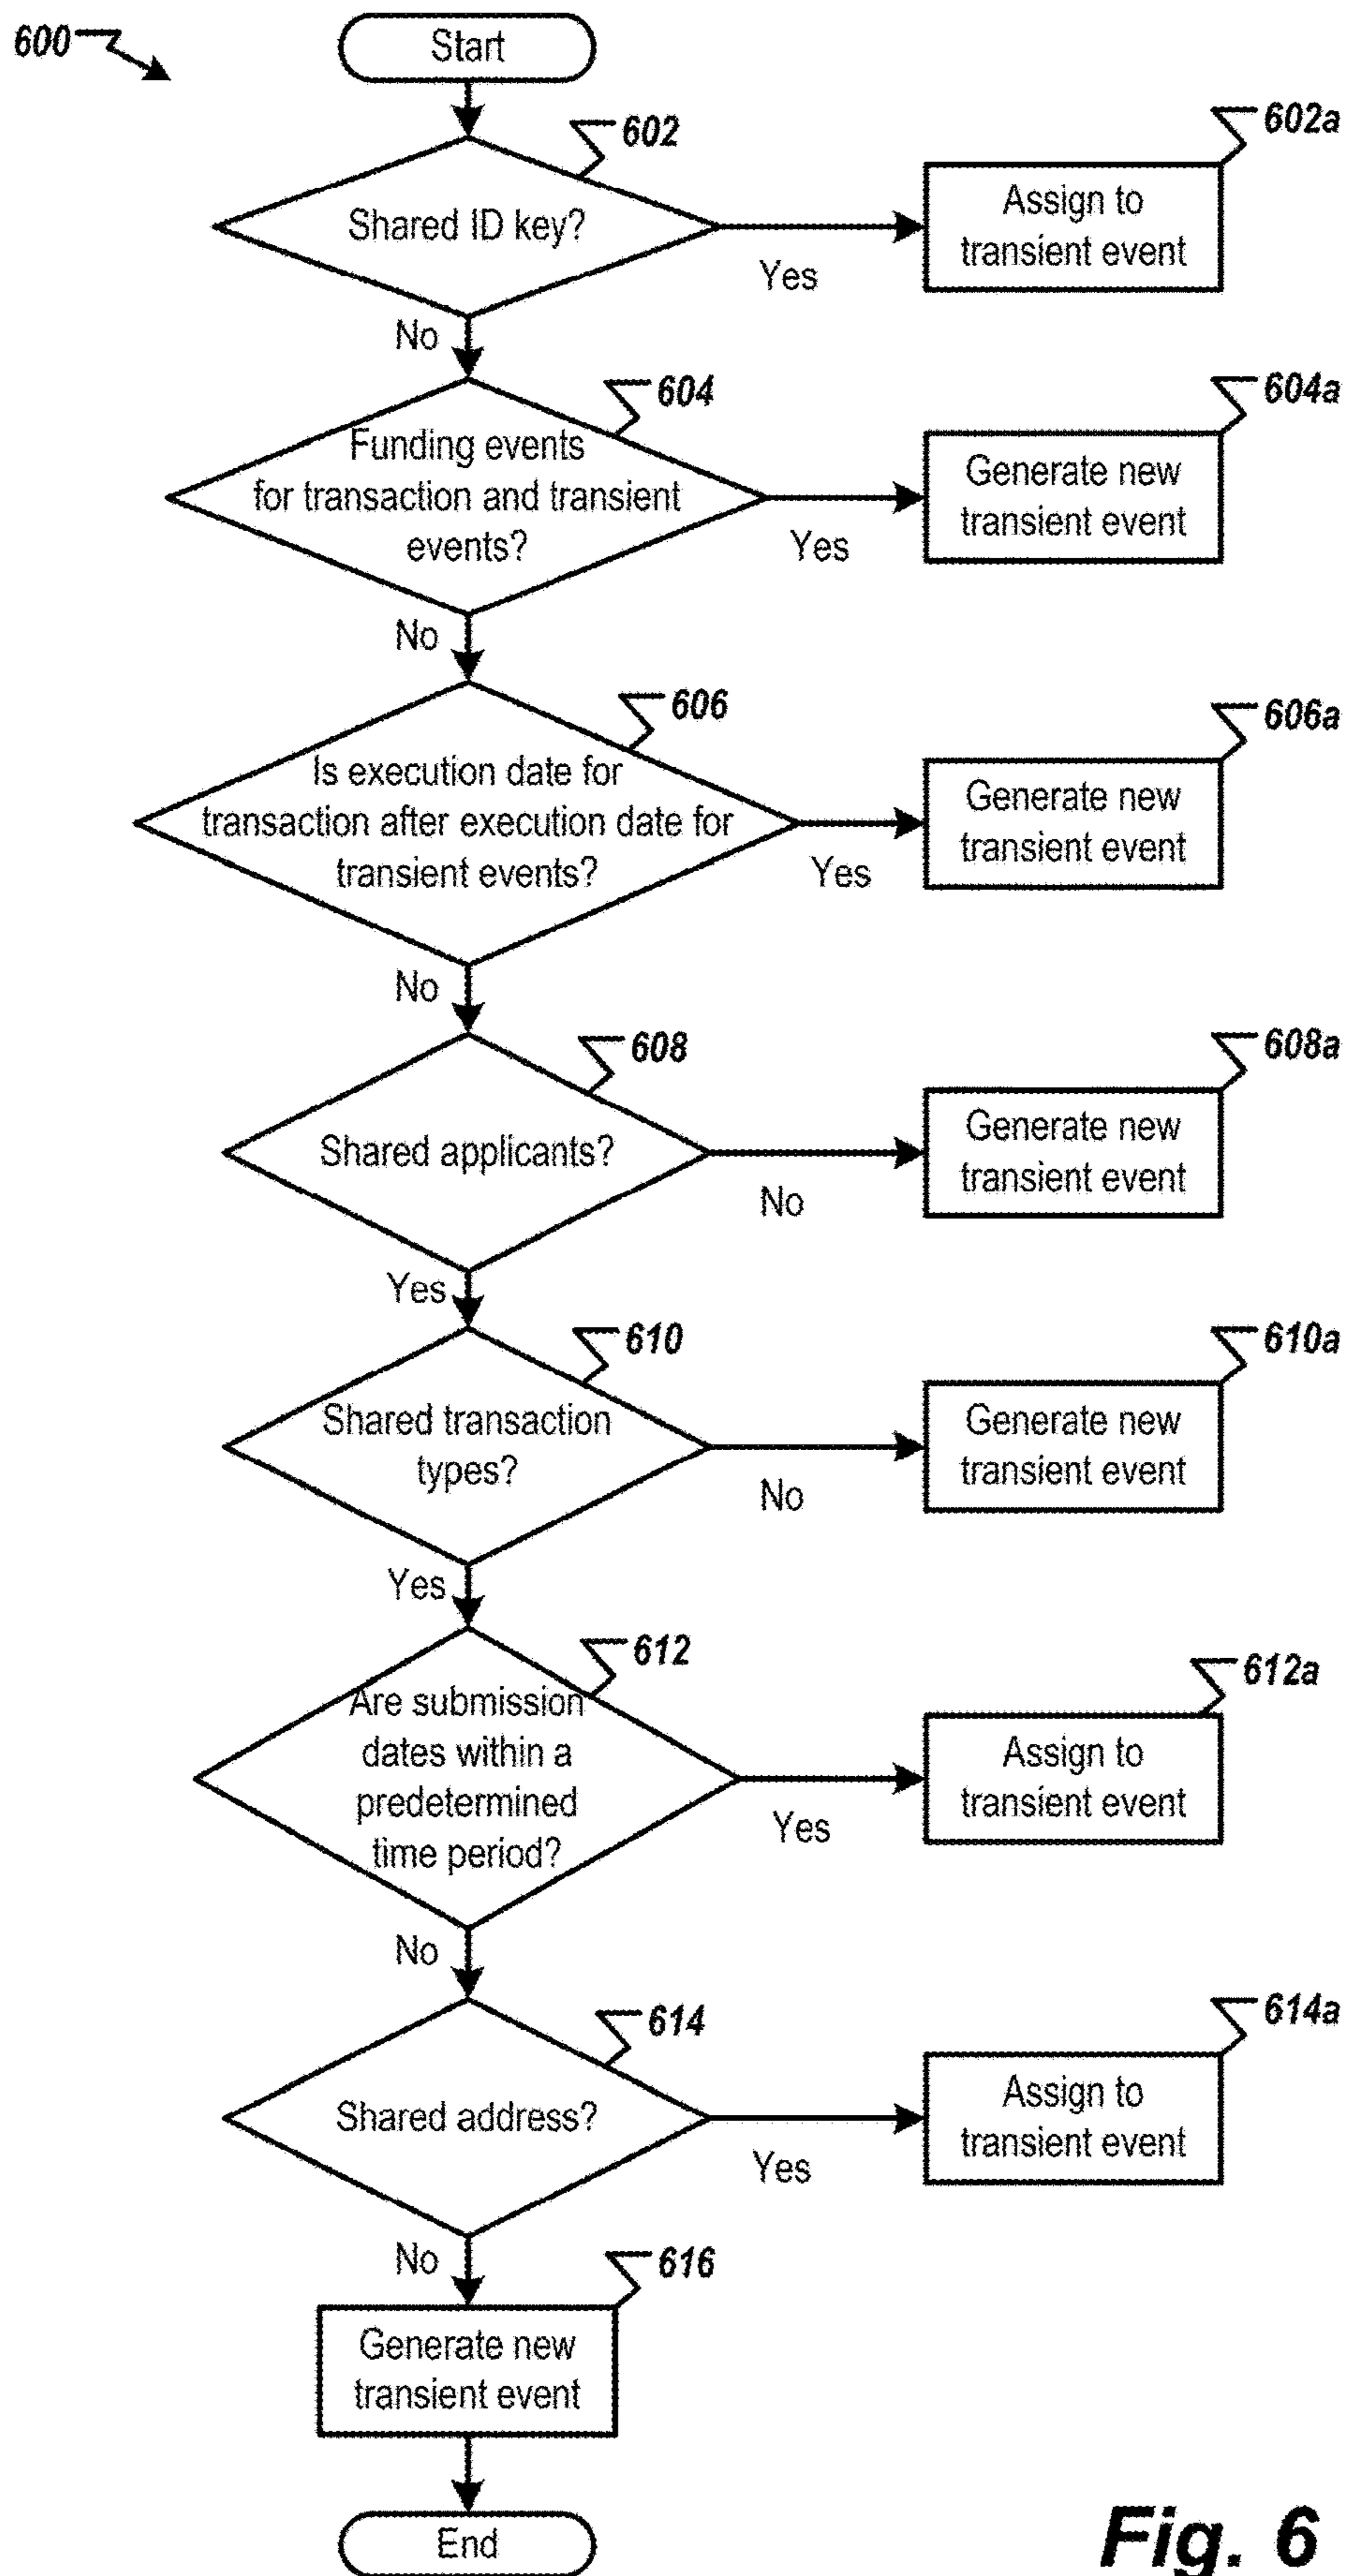 600
Start
602
602a
Shared ID key?
Assign to
transient event
Yes
No
604
604a
Funding events
for transaction and transient
events?
Generate new
transient event
Yes
No
606
606a
Is execution date for
transaction after execution date for
transient events?
Generate new
transient event
Yes
No
608
608a
Shared applicants?
Generate new
transient event
No
Yes
610
610a
Shared transaction
types?
Generate new
transient event
No
Yes
612
612a
Are submission
dates within a
predetermined
time period?
Assign to
transient event
Yes
No
614
614a
Shared address?
Assign to
transient event
Yes
No
616
Generate new
transient event
End
Fig. 6